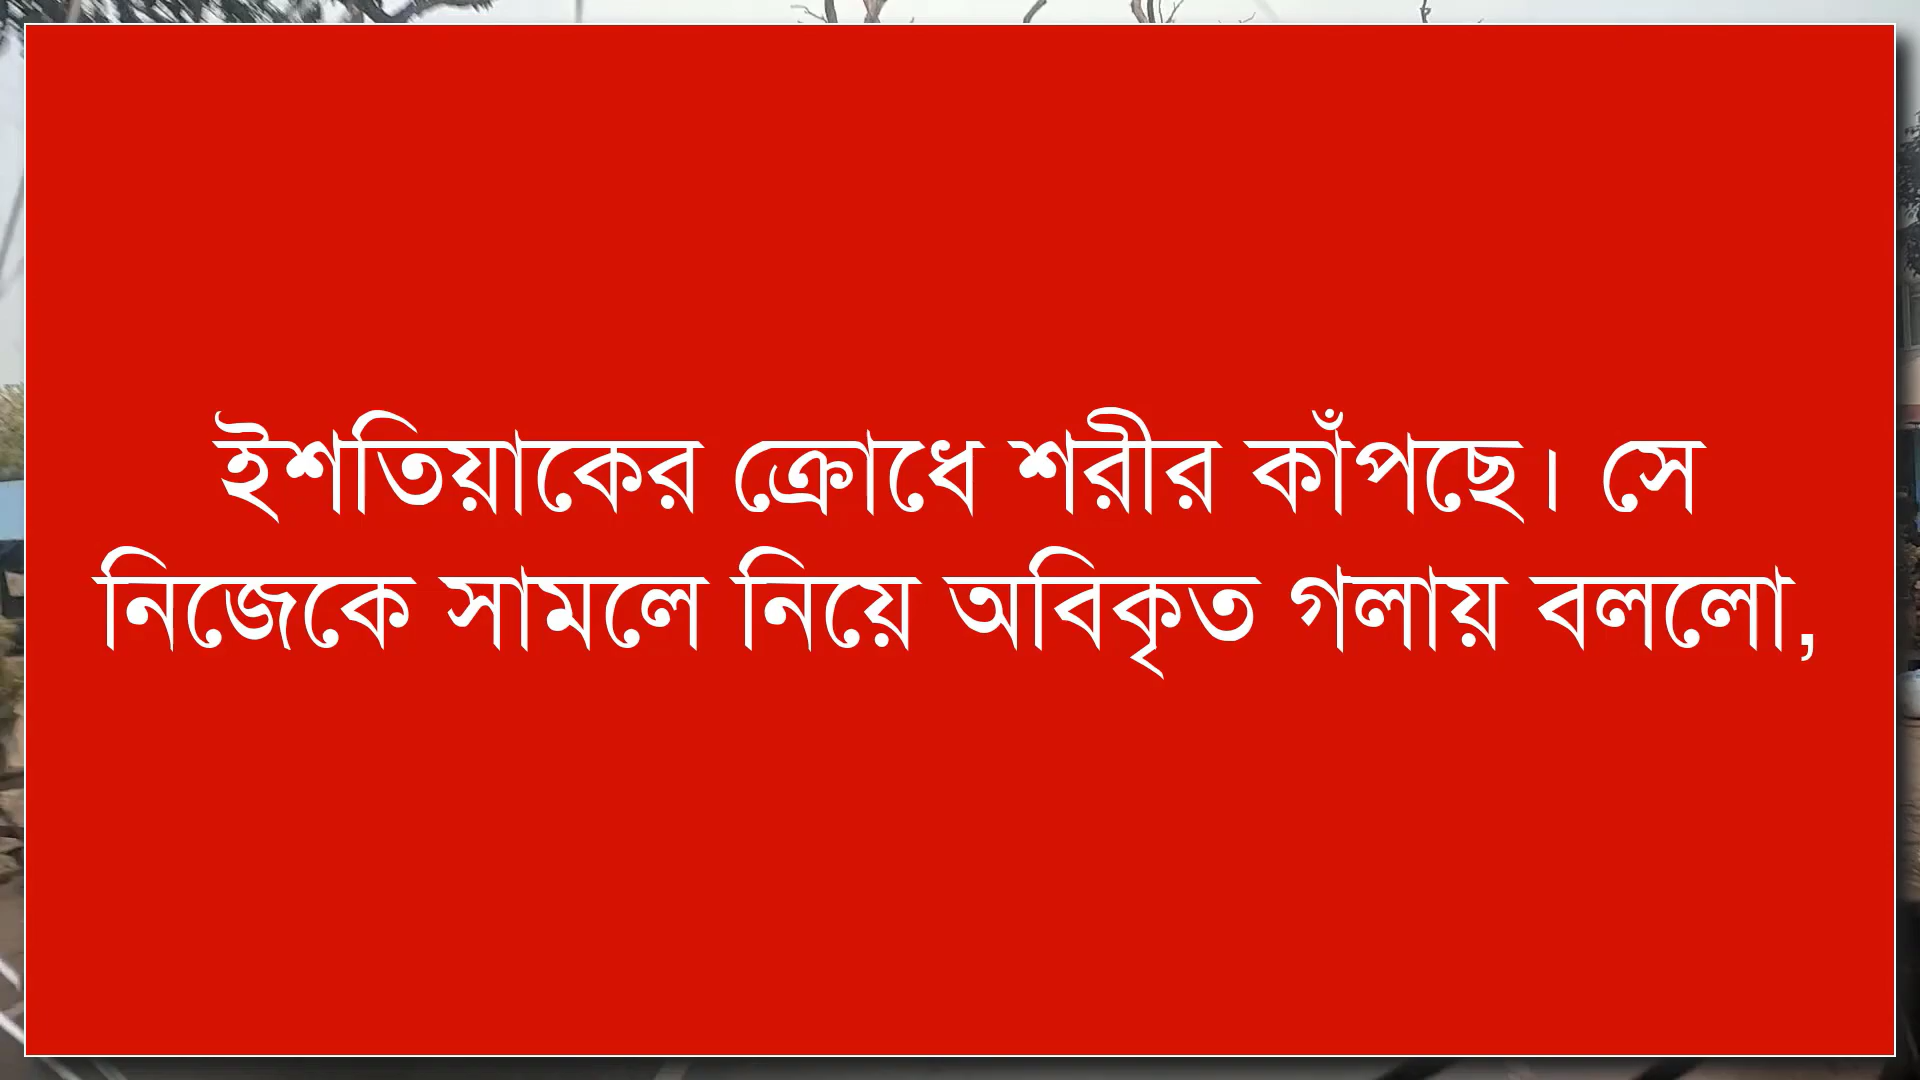 ইশতিয়াকের ক্রোধে শরীর কাঁপছে। সে
নিজেকে সামলে নিয়ে অবিকৃত গলায় বললো,